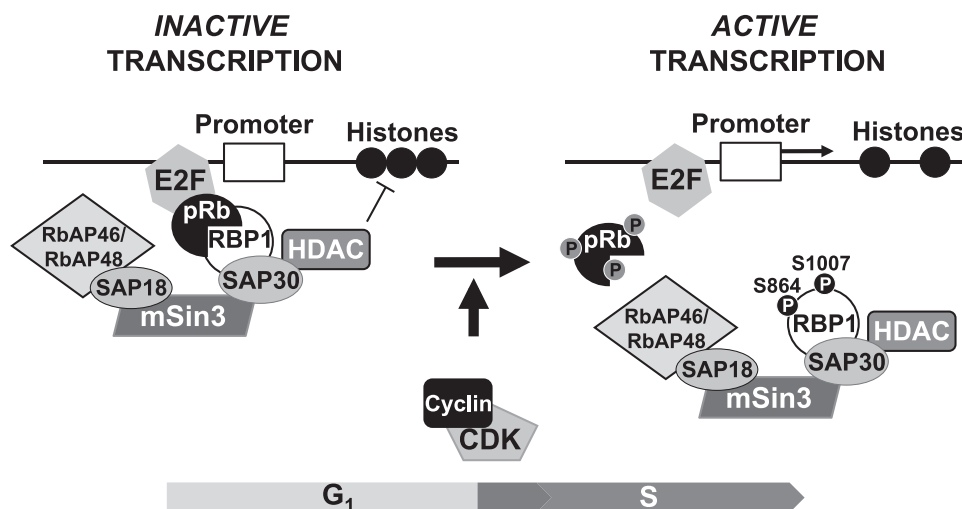 INACTIVE
TRANSCRIPTION
Promoter
Histones
E2F
pRb
RBP1
HDAC
RbAP46/
RbAP48
SAP18
SAP30
mSin3
ACTIVE
TRANSCRIPTION
Promoter
Histones
E2F
pRb
P
P
P
S1007
S864
P
P
RBP1
HDAC
RbAP46/
RbAP48
SAP18
SAP30
mSin3
Cyclin
CDK
G₁
S